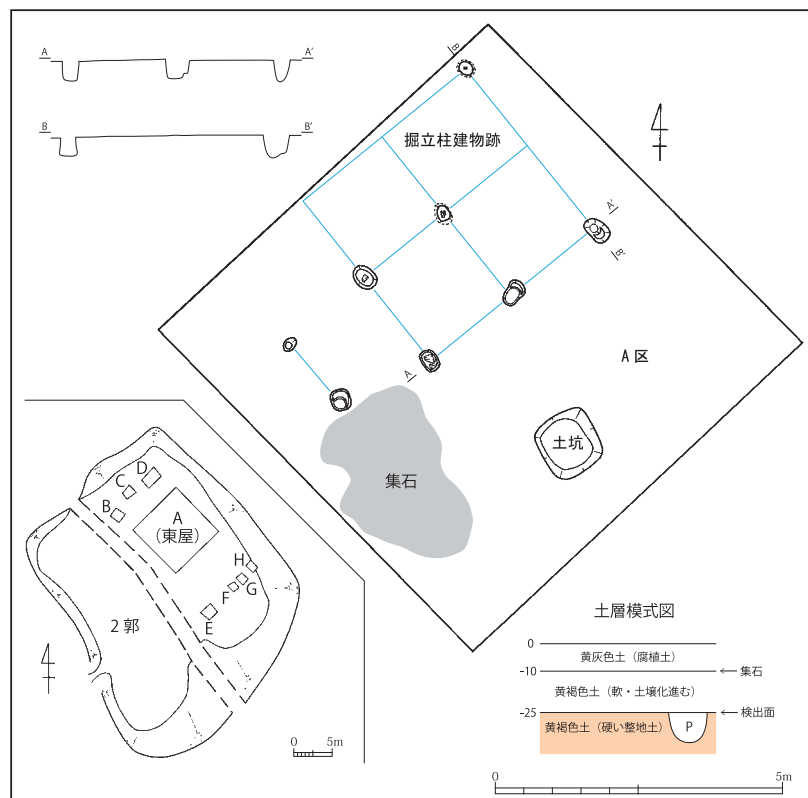 A A′
B B′
B
掘立柱建物跡
A′
B′
A
A 区
土坑
集石
D
C
B
A
(東屋)
H
G
F
E
2 郭
0 5m
土層模式図
0
黄灰色土（腐植土）
-10
集石
黄褐色土（軟・土壌化進む）
-25
検出面
黄褐色土（硬い整地土）
P
0 5m